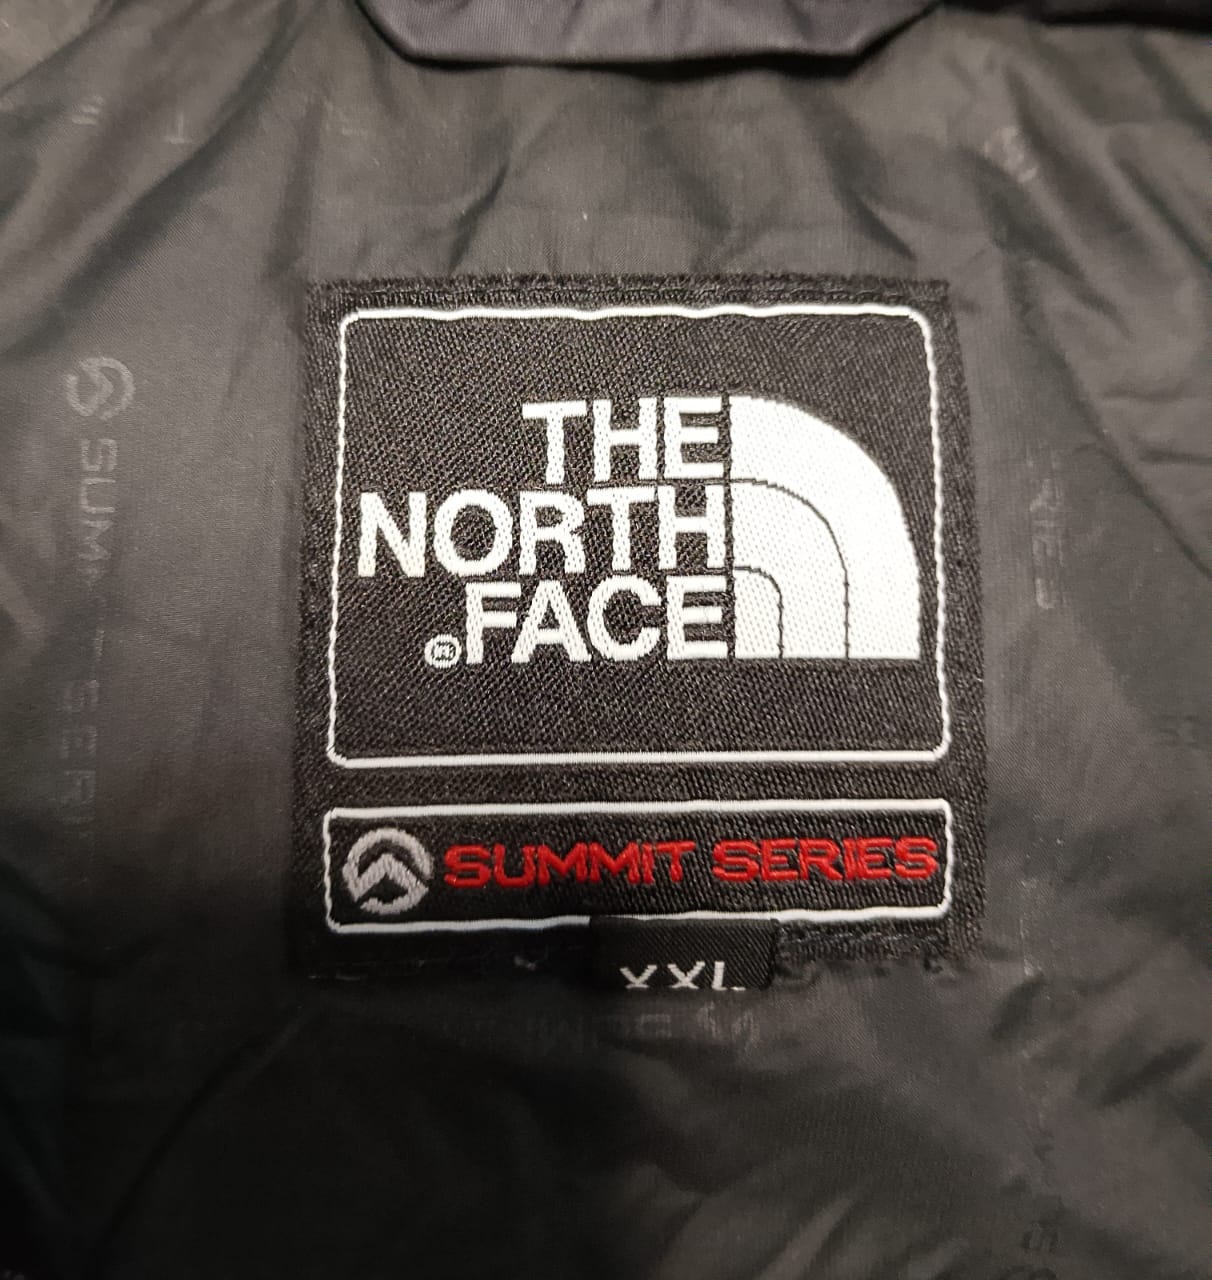 THE
NORTH
®FACE
SUMMIT SERIES
XXL